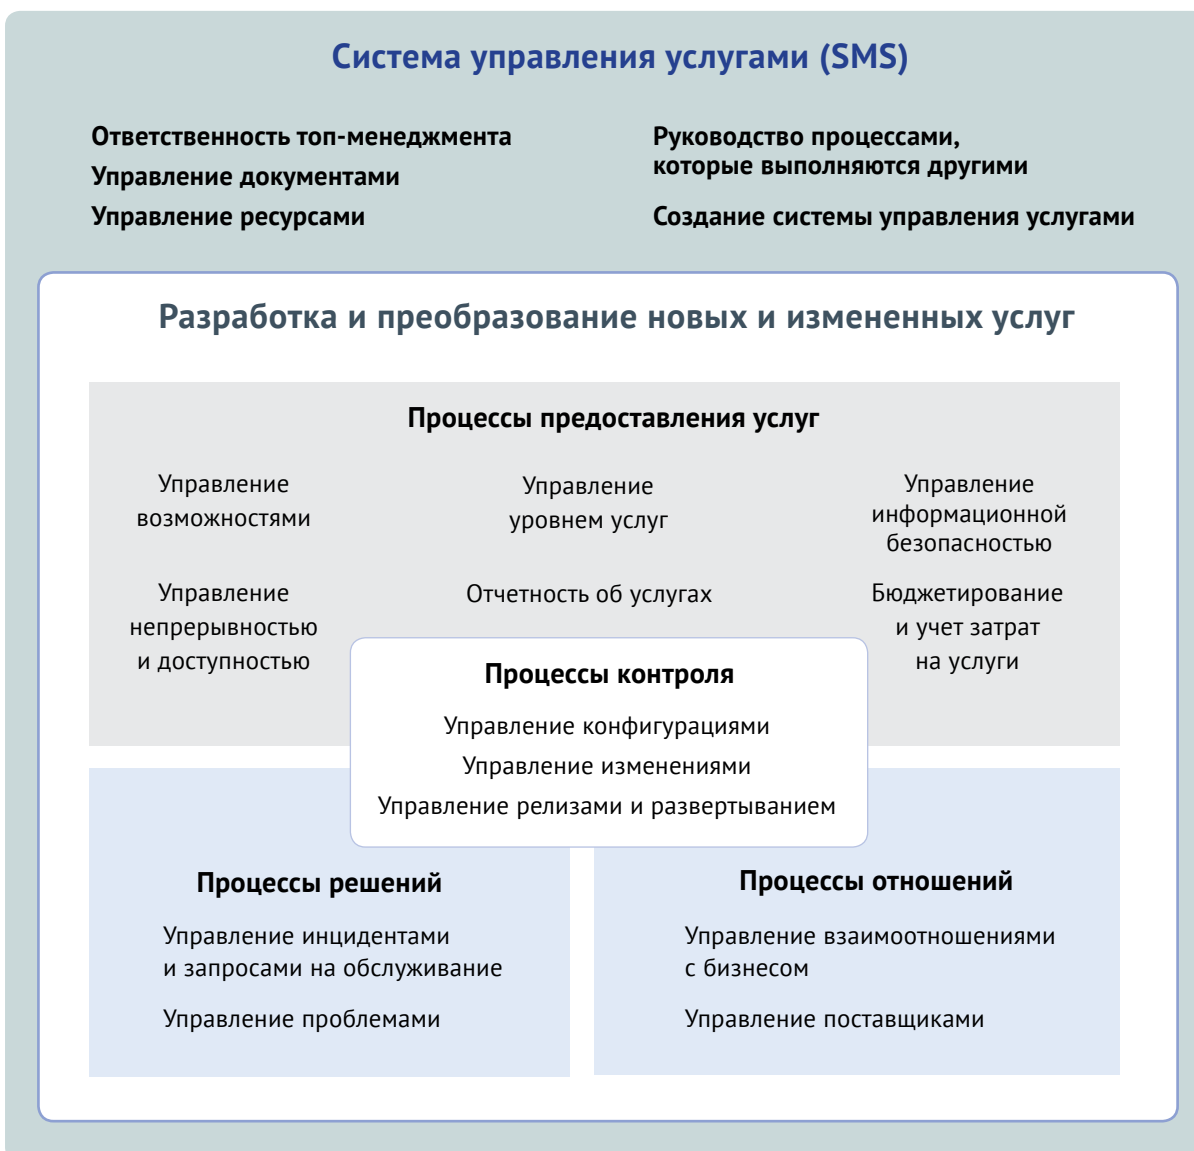 Система управления услугами (SMS)
Ответственность топ-менеджмента
Управление документами
Управление ресурсами
Руководство процессами,
которые выполняются другими
Создание системы управления услугами
Разработка и преобразование новых и измененных услуг
Процессы предоставления услуг
Управление
возможностями
Управление
уровнем услуг
Управление
информационной
безопасностью
Управление
непрерывностью
и доступностью
Отчетность об услугах
Бюджетирование
и учет затрат
на услуги
Процессы контроля
Управление конфигурациями
Управление изменениями
Управление релизами и развертыванием
Процессы решений
Управление инцидентами
и запросами на обслуживание
Управление проблемами
Процессы отношений
Управление взаимоотношениями
с бизнесом
Управление поставщиками